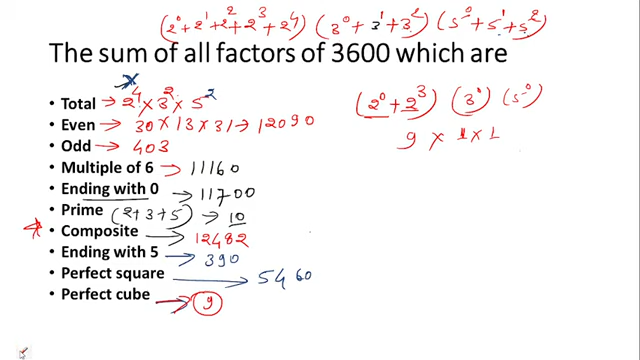 (2⁰+2¹+2²+2³+2⁴) (3⁰+3¹+3²) (5⁰+5¹+5²)
The sum of all factors of 3600 which are
• Total → 2⁴ × 3² × 5²
• Even → 30 × 13 × 31 → 12090
• Odd → 403
• Multiple of 6 → 11160
• Ending with 0 → 11700
• Prime (2+3+5) → 10
• Composite → 12482
• Ending with 5 → 390
• Perfect square → 5460
• Perfect cube → 9
(2⁰+2³) (3⁰) (5⁰)
9 × 1 × 1